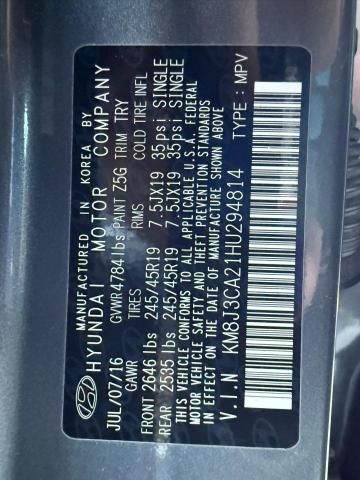 MANUFACTURED IN KOREA BY
HYUNDAI MOTOR COMPANY
JUL/07/16 GVWR4784lbs PAINT Z5G TRIM TRY
GAWR TIRES RIMS COLD TIRE INFL
FRONT 2646 lbs 245/45R19 7.5JX19 35psi SINGLE
REAR 2535 lbs 245/45R19 7.5JX19 35psi SINGLE
THIS VEHICLE CONFORMS TO ALL APPLICABLE U.S.A. FEDERAL
MOTOR VEHICLE SAFETY AND THEFT PREVENTION STANDARDS
IN EFFECT ON THE DATE OF MANUFACTURE SHOWN ABOVE
V.I.N KM8J3CA21HU294814 TYPE: MPV